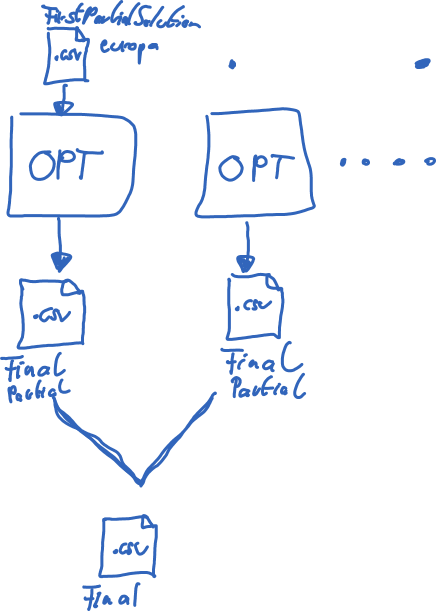 FirstPartialSolution
europa
.csv
OPT
OPT
.csv
.csv
Final
Partial
Final
Partial
.csv
Final